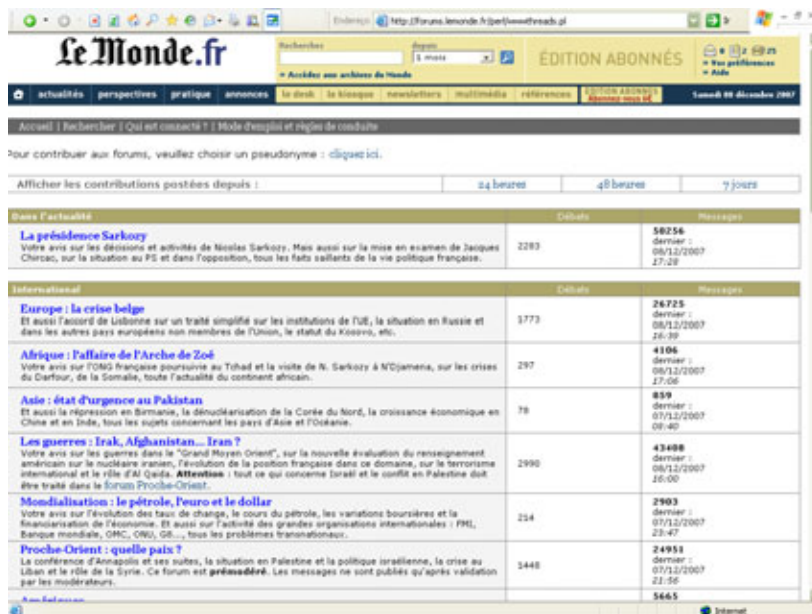 Endereço http://forums.lemonde.fr/perl/wwwthreads.pl
Le Monde.fr
Rechercher
depuis
1 mois
» Accédez aux archives du Monde
ÉDITION ABONNÉS
» Vos préférences
» Aide
actualités perspectives pratique annonces le desk le kiosque newsletters multimédia références ÉDITION ABONNÉS
Abonnez-vous 6€
Samedi 08 décembre 2007
Accueil | Rechercher | Qui est connecté ? | Mode d'emploi et règles de conduite
Pour contribuer aux forums, veuillez choisir un pseudonyme : cliquez ici.
Afficher les contributions postées depuis : 24 heures 48 heures 7 jours
Dans l'actualité Débats Messages
La présidence Sarkozy
Votre avis sur les décisions et activités de Nicolas Sarkozy. Mais aussi sur la mise en examen de Jacques
Chirac, sur la situation au PS et dans l'opposition, tous les faits saillants de la vie politique française.
2283
50256
dernier :
08/12/2007
17:28
International Débats Messages
Europe : la crise belge
Et aussi l'accord de Lisbonne sur un traité simplifié sur les institutions de l'UE, la situation en Russie et
dans les autres pays européens non membres de l'Union, le statut du Kosovo, etc.
1773
26725
dernier :
08/12/2007
16:39
Afrique : l'affaire de l'Arche de Zoé
Votre avis sur l'ONG française poursuivie au Tchad et la visite de N. Sarkozy à N'Djamena, sur les crises
du Darfour, de la Somalie, toute l'actualité du continent africain.
297
4106
dernier :
08/12/2007
17:06
Asie : état d'urgence au Pakistan
Et aussi la répression en Birmanie, la dénucléarisation de la Corée du Nord, la croissance économique en
Chine et en Inde, tous les sujets concernant les pays d'Asie et l'Océanie.
78
859
dernier :
07/12/2007
08:40
Les guerres : Irak, Afghanistan... Iran ?
Votre avis sur les guerres dans le "Grand Moyen Orient", sur la nouvelle évaluation du renseignement
américain sur le nucléaire iranien, l'évolution de la position française dans ce domaine, sur le terrorisme
international et le rôle d'Al Qaida. Attention : tout ce qui concerne Israël et le conflit en Palestine doit
être traité dans le forum Proche-Orient.
2990
43408
dernier :
08/12/2007
16:00
Mondialisation : le pétrole, l'euro et le dollar
Votre avis sur l'évolution des taux de change, le cours du pétrole, les variations boursières et la
financiarisation de l'économie. Et aussi sur l'activité des grandes organisations internationales : FMI,
Banque mondiale, OMC, ONU, G8..., tous les problèmes transnationaux.
214
2903
dernier :
07/12/2007
23:47
Proche-Orient : quelle paix ?
La conférence d'Annapolis et ses suites, la situation en Palestine et la politique israélienne, la crise au
Liban et le rôle de la Syrie. Ce forum est prémodéré. Les messages ne sont publiés qu'après validation
par les modérateurs.
1448
24951
dernier :
07/12/2007
21:56
5665
Internet